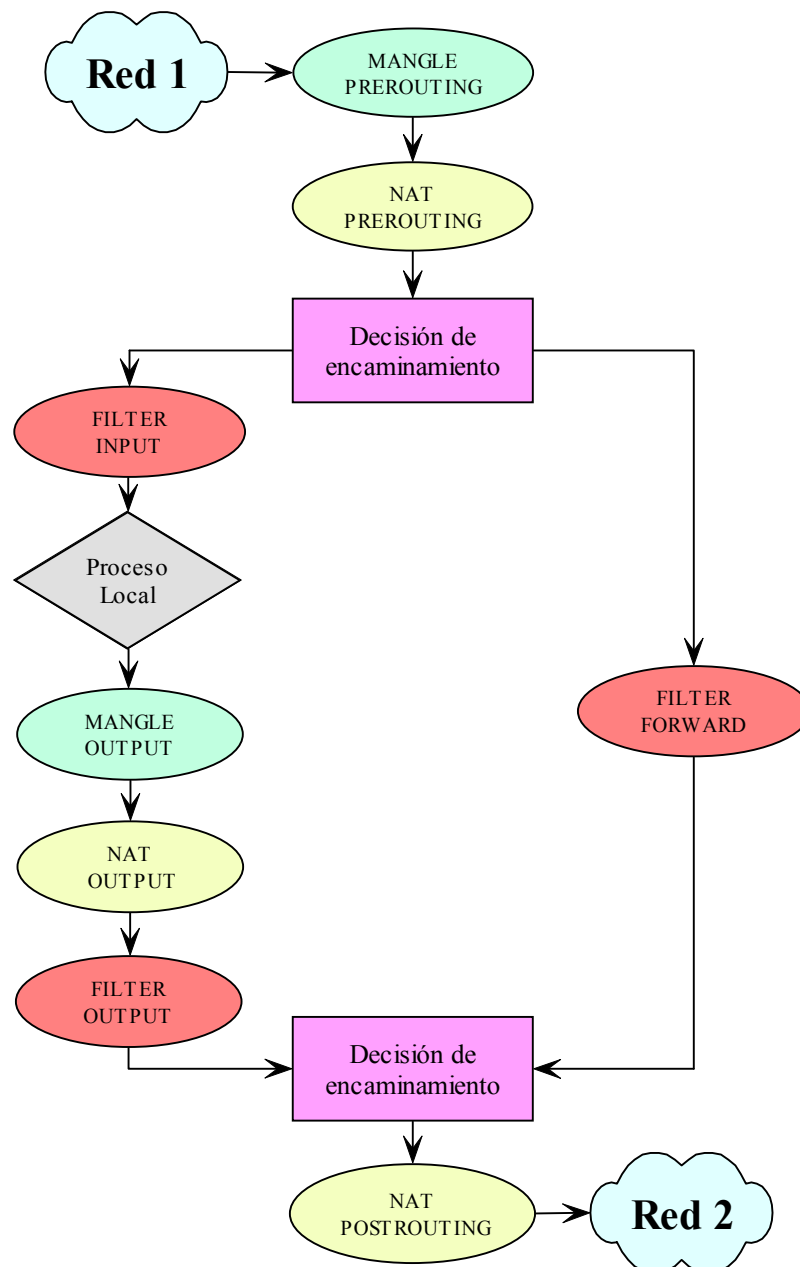 Red 1
MANGLE
PREROUTING
NAT
PREROUTING
Decisión de
encaminamiento
FILTER
INPUT
Proceso
Local
MANGLE
OUTPUT
FILTER
FORWARD
NAT
OUTPUT
FILTER
OUTPUT
Decisión de
encaminamiento
NAT
POSTROUTING
Red 2